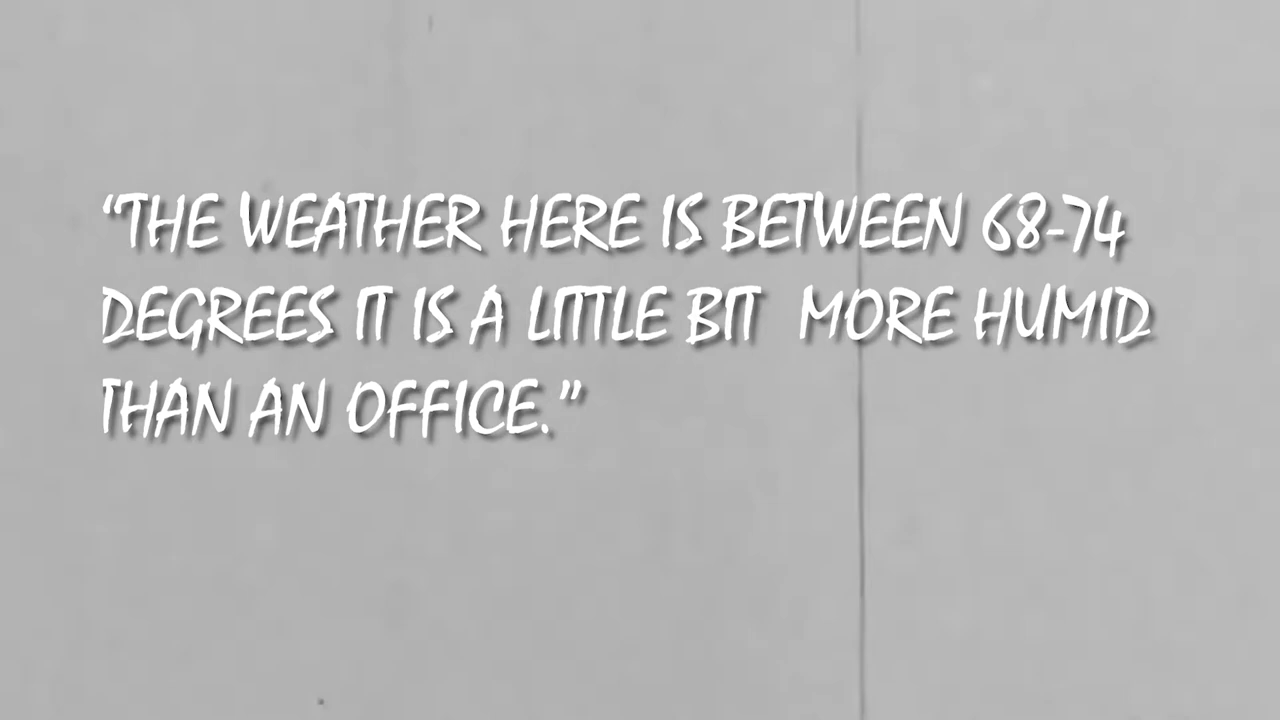 “THE WEATHER HERE IS BETWEEN 68-74
DEGREES IT IS A LITTLE BIT  MORE HUMID
THAN AN OFFICE.”